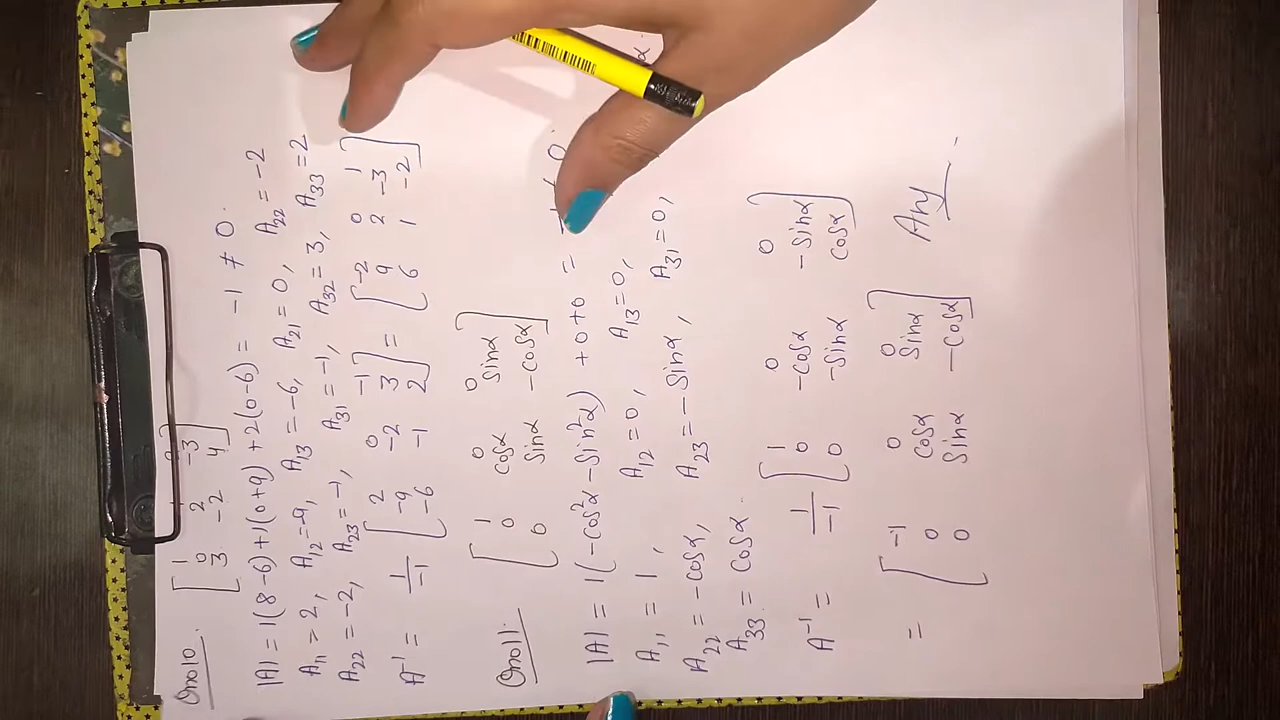 Qno10.
[1 2
0 2 -3
3 -2 4]
|A| = 1(8-6)+1(0+9)+2(0-6) = -1 ≠ 0.
A₁₁ = 2, A₁₂=-9, A₁₃=-6, A₂₁=0, A₂₂=-2
A₂₂=-2, A₂₃=-1, A₃₁=-1, A₃₂=3, A₃₃=2
A⁻¹ = 1/-1 [2 0 -1] = [-2 0 1]
[-9 -2 3] [9 2 -3]
[-6 -1 2] [6 1 -2]
Qno11.
[1 0 0
0 cosα sinα
0 sinα -cosα]
|A| = 1(-cos²α-sin²α) +0+0 =
A₁₁ = 1, A₁₂=0, A₁₃=0,
A₂₂=-cosα, A₂₃=-sinα, A₃₁=0,
A₃₃=cosα.
A⁻¹ = 1/-1 [1 0 0
0 -cosα -sinα
0 -sinα cosα]
= [-1 0 0
0 cosα sinα
0 sinα -cosα] Ans